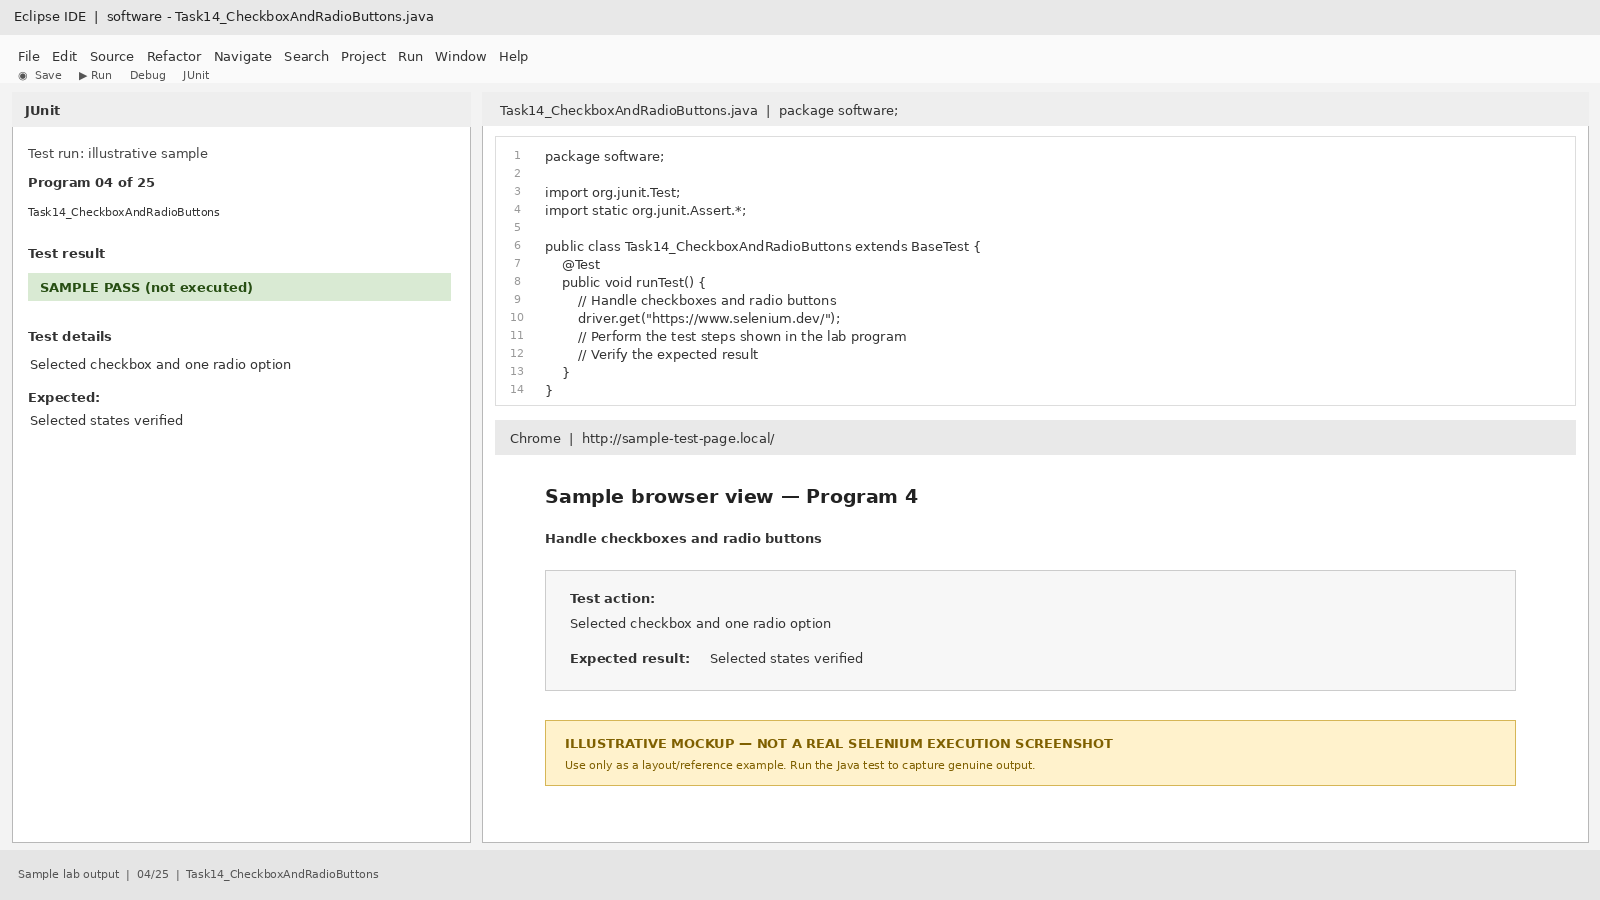 Eclipse IDE | software - Task14_CheckboxAndRadioButtons.java
File Edit Source Refactor Navigate Search Project Run Window Help
◉ Save ▶ Run Debug JUnit
JUnit
Test run: illustrative sample
Program 04 of 25
Task14_CheckboxAndRadioButtons
Test result
SAMPLE PASS (not executed)
Test details
Selected checkbox and one radio option
Expected:
Selected states verified
Task14_CheckboxAndRadioButtons.java | package software;
1 package software;
2
3 import org.junit.Test;
4 import static org.junit.Assert.*;
5
6 public class Task14_CheckboxAndRadioButtons extends BaseTest {
7 @Test
8 public void runTest() {
9 // Handle checkboxes and radio buttons
10 driver.get("https://www.selenium.dev/");
11 // Perform the test steps shown in the lab program
12 // Verify the expected result
13 }
14 }
Chrome | http://sample-test-page.local/
Sample browser view — Program 4
Handle checkboxes and radio buttons
Test action:
Selected checkbox and one radio option
Expected result: Selected states verified
ILLUSTRATIVE MOCKUP — NOT A REAL SELENIUM EXECUTION SCREENSHOT
Use only as a layout/reference example. Run the Java test to capture genuine output.
Sample lab output | 04/25 | Task14_CheckboxAndRadioButtons